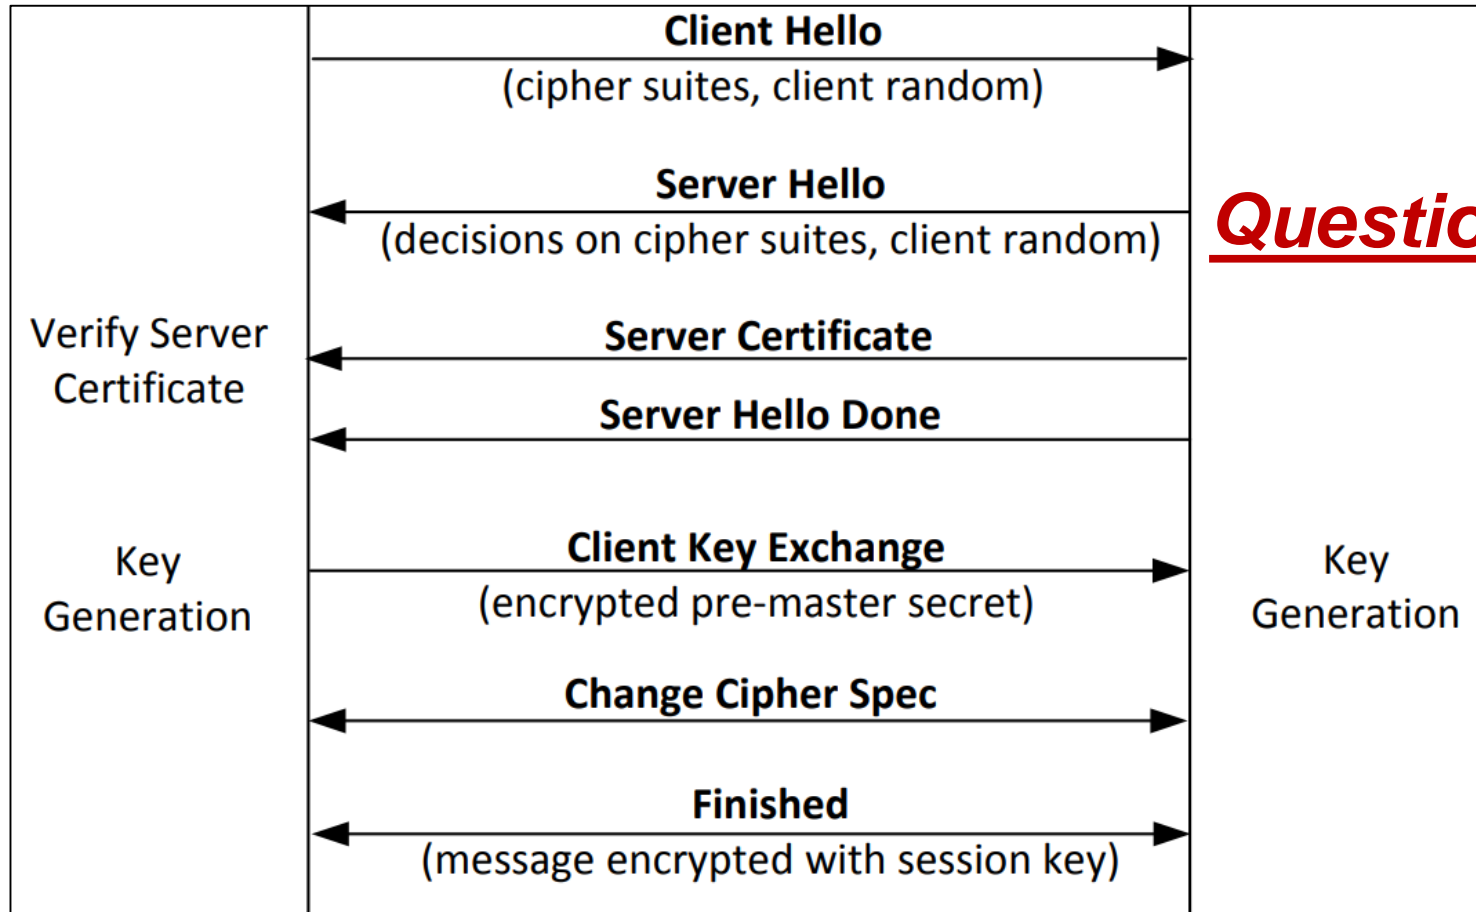 Client Hello
(cipher suites, client random)
Server Hello
(decisions on cipher suites, client random)
Verify Server
Certificate
Server Certificate
Server Hello Done
Key
Generation
Client Key Exchange
(encrypted pre-master secret)
Key
Generation
Change Cipher Spec
Finished
(message encrypted with session key)